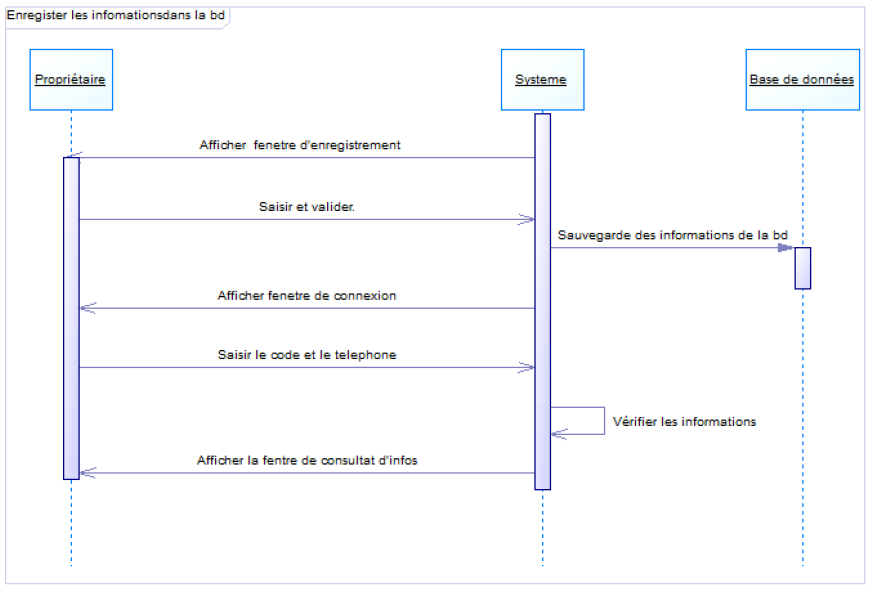 Enregister les infomationsdans la bd
Propriétaire
Systeme
Base de données
Afficher fenetre d'enregistrement
Saisir et valider.
Sauvegarde des informations de la bd
Afficher fenetre de connexion
Saisir le code et le telephone
Vérifier les informations
Afficher la fentre de consultat d'infos